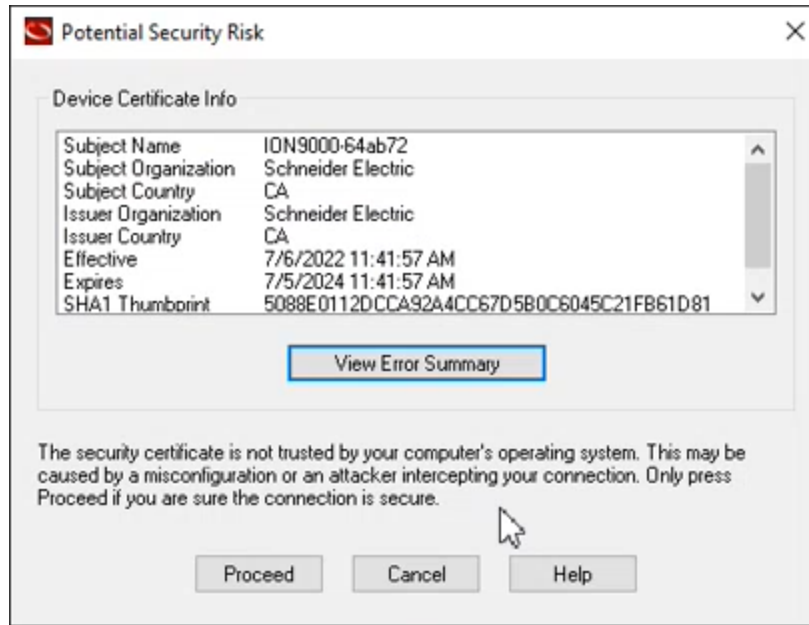 Potential Security Risk
Device Certificate Info
Subject Name ION9000-64ab72
Subject Organization Schneider Electric
Subject Country CA
Issuer Organization Schneider Electric
Issuer Country CA
Effective 7/6/2022 11:41:57 AM
Expires 7/5/2024 11:41:57 AM
SHA1 Thumbprint 5088E0112DCCA92A4CC67D5B0C6045C21FB61D81
View Error Summary
The security certificate is not trusted by your computer's operating system. This may be
caused by a misconfiguration or an attacker intercepting your connection. Only press
Proceed if you are sure the connection is secure.
Proceed Cancel Help